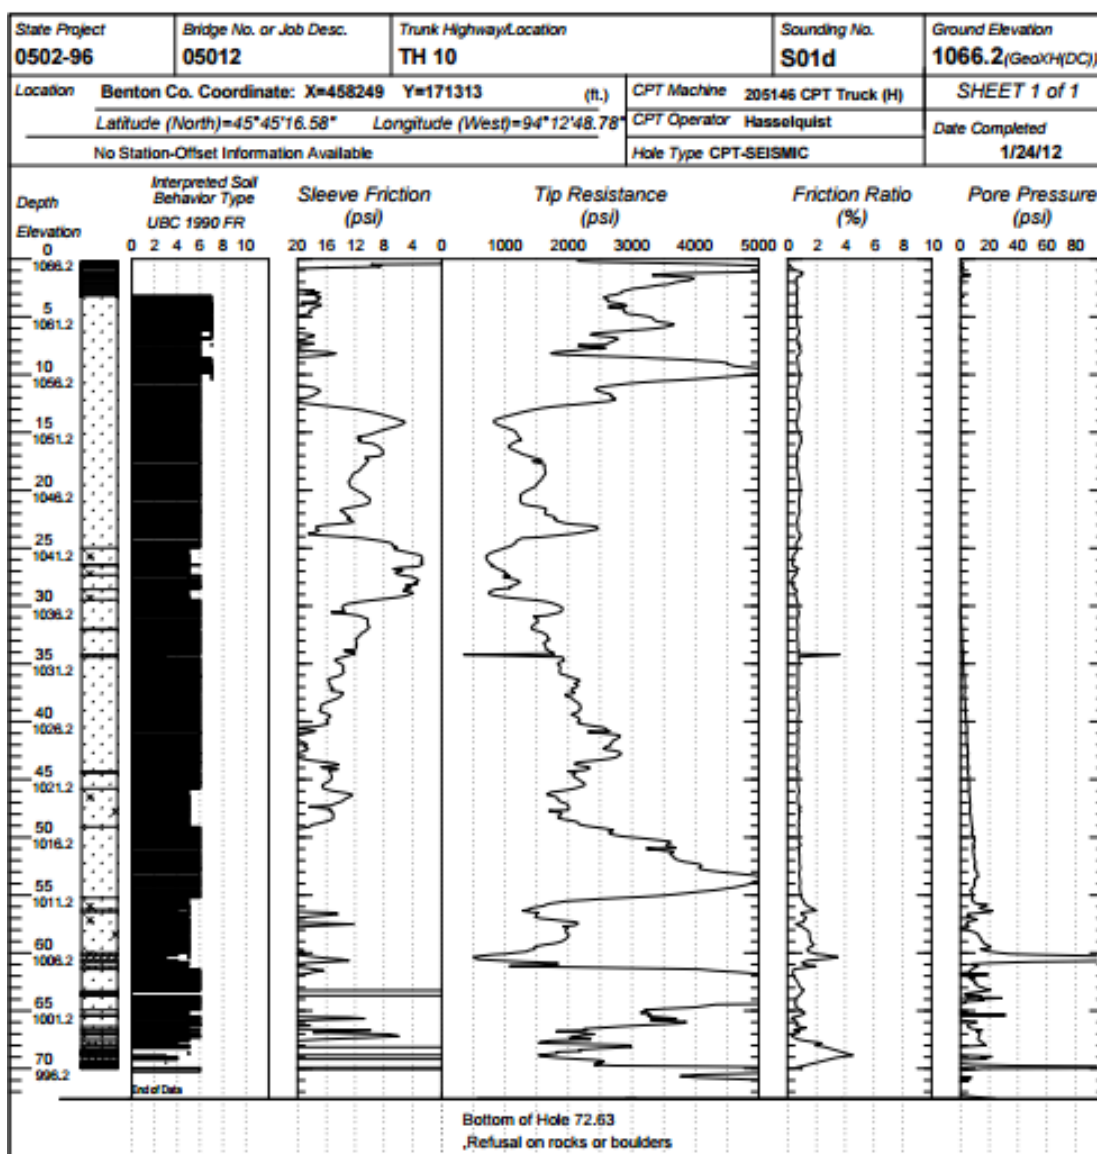 State Project
Bridge No. or Job Desc.
Trunk Highway/Location
Sounding No.
Ground Elevation
0502-96
05012
TH 10
S01d
1066.2 (GeoXH(DC))
Location Benton Co. Coordinate: X=458249 Y=171313 (ft.)
CPT Machine 205146 CPT Truck (H)
SHEET 1 of 1
Latitude (North)=45°45'16.58" Longitude (West)=94°12'48.78"
CPT Operator Hasselquist
Date Completed
No Station-Offset Information Available
Hole Type CPT-SEISMIC
1/24/12
Depth
Elevation
Interpreted Soil
Behavior Type
UBC 1990 FR
Sleeve Friction
(psi)
Tip Resistance
(psi)
Friction Ratio
(%)
Pore Pressure
(psi)
0 2 4 6 8 10
20 16 12 8 4 0
1000 2000 3000 4000 5000
0 2 4 6 8 10
0 20 40 60 80
0
1066.2
5
1061.2
10
1056.2
15
1051.2
20
1046.2
25
1041.2
30
1036.2
35
1031.2
40
1026.2
45
1021.2
50
1016.2
55
1011.2
60
1006.2
65
1001.2
70
996.2
End of Data
Bottom of Hole 72.63
,Refusal on rocks or boulders